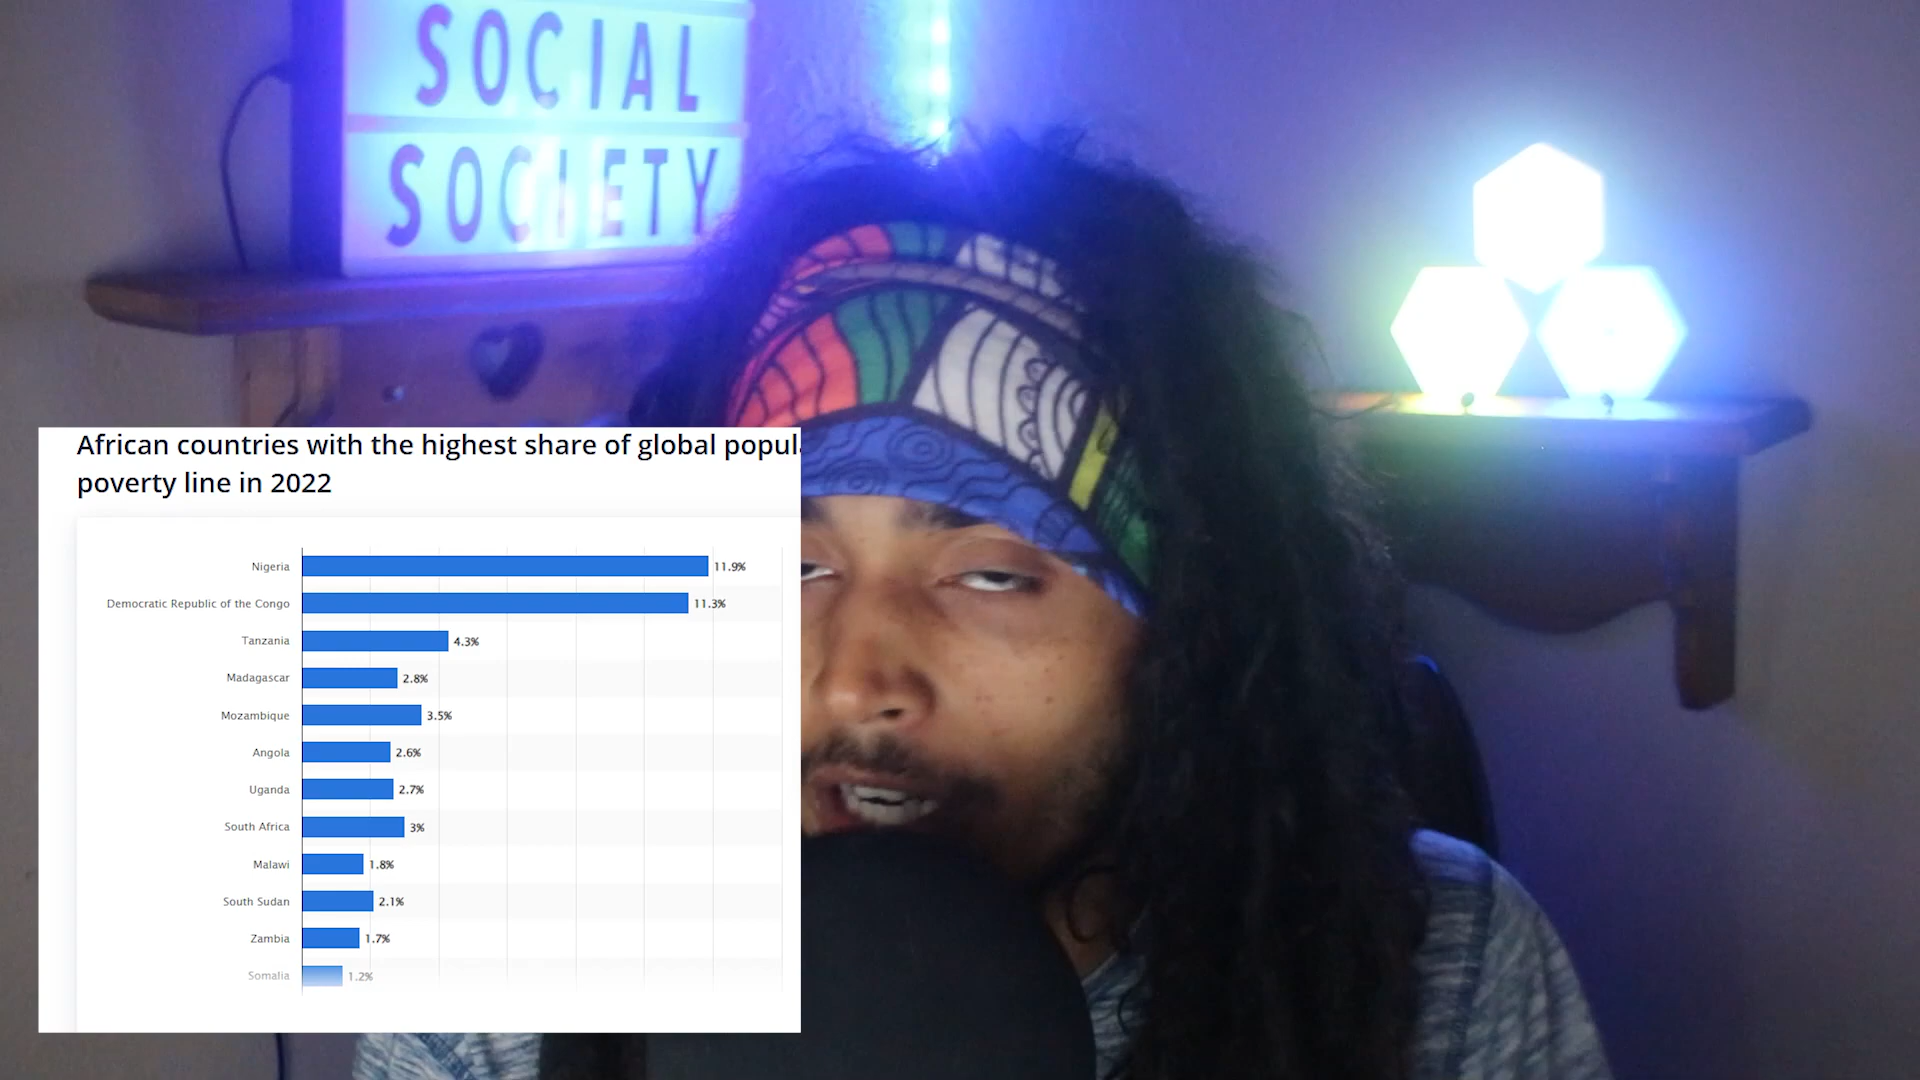 SOCIAL
SOCIETY
African countries with the highest share of global popul
poverty line in 2022
Nigeria 11.9%
Democratic Republic of the Congo 11.3%
Tanzania 4.3%
Madagascar 2.8%
Mozambique 3.5%
Angola 2.6%
Uganda 2.7%
South Africa 3%
Malawi 1.8%
South Sudan 2.1%
Zambia 1.7%
Somalia 1.2%